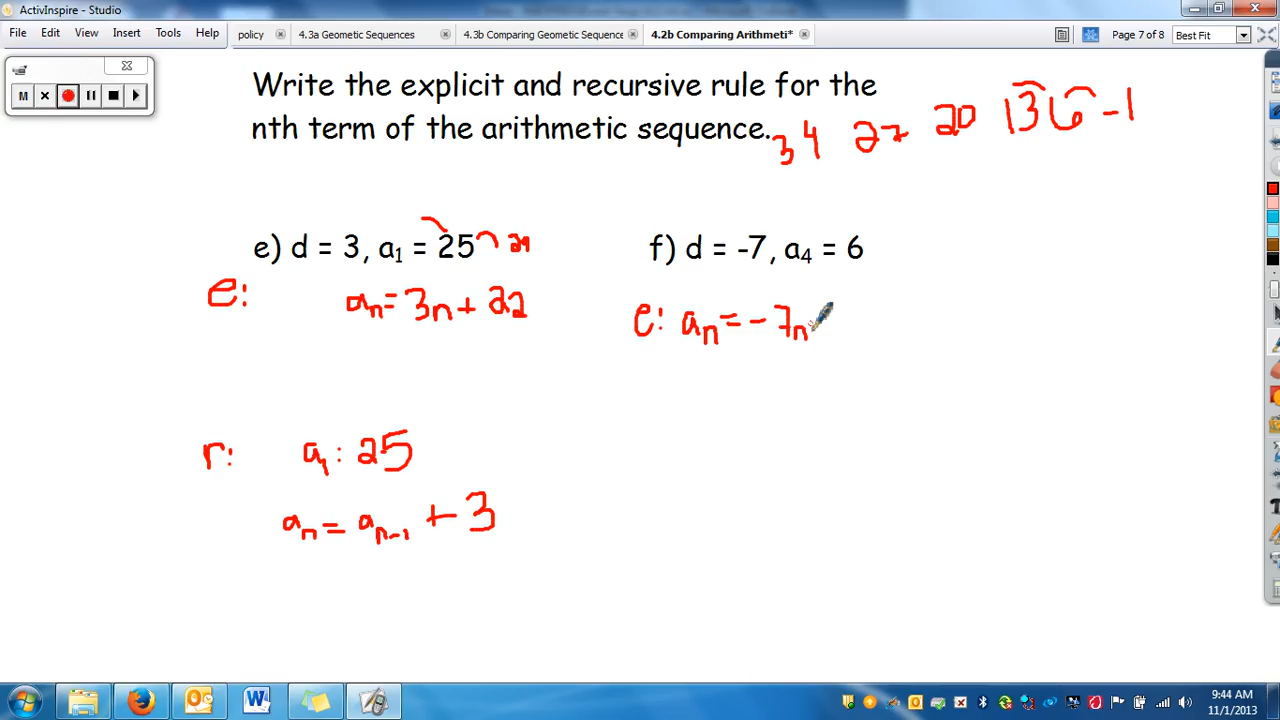 ActivInspire - Studio
File Edit View Insert Tools Help
policy 4.3a Geometic Sequences 4.3b Comparing Geometic Sequence 4.2b Comparing Arithmeti*
Page 7 of 8 Best Fit
Write the explicit and recursive rule for the
nth term of the arithmetic sequence.
34 27 20 13 6 -1
e) d = 3, a₁ = 25
f) d = -7, a₄ = 6
e: aₙ = 3n + 22
e: aₙ = -7n
r: a₁: 25
aₙ = aₙ₋₁ + 3
9:44 AM
11/1/2013